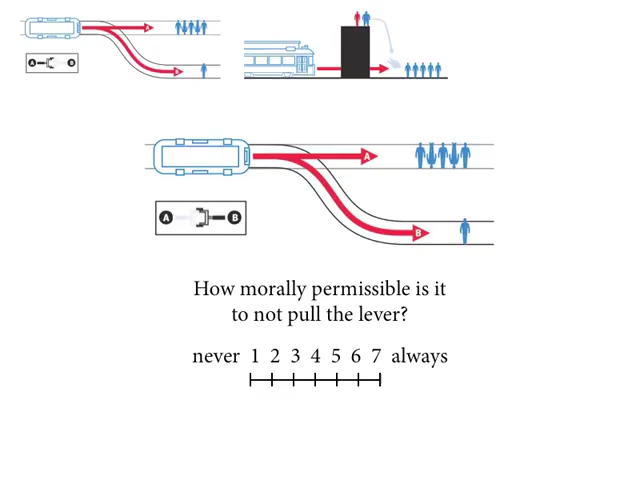 A
B
A
B
A
B
A
B
How morally permissible is it
to not pull the lever?
never 1 2 3 4 5 6 7 always